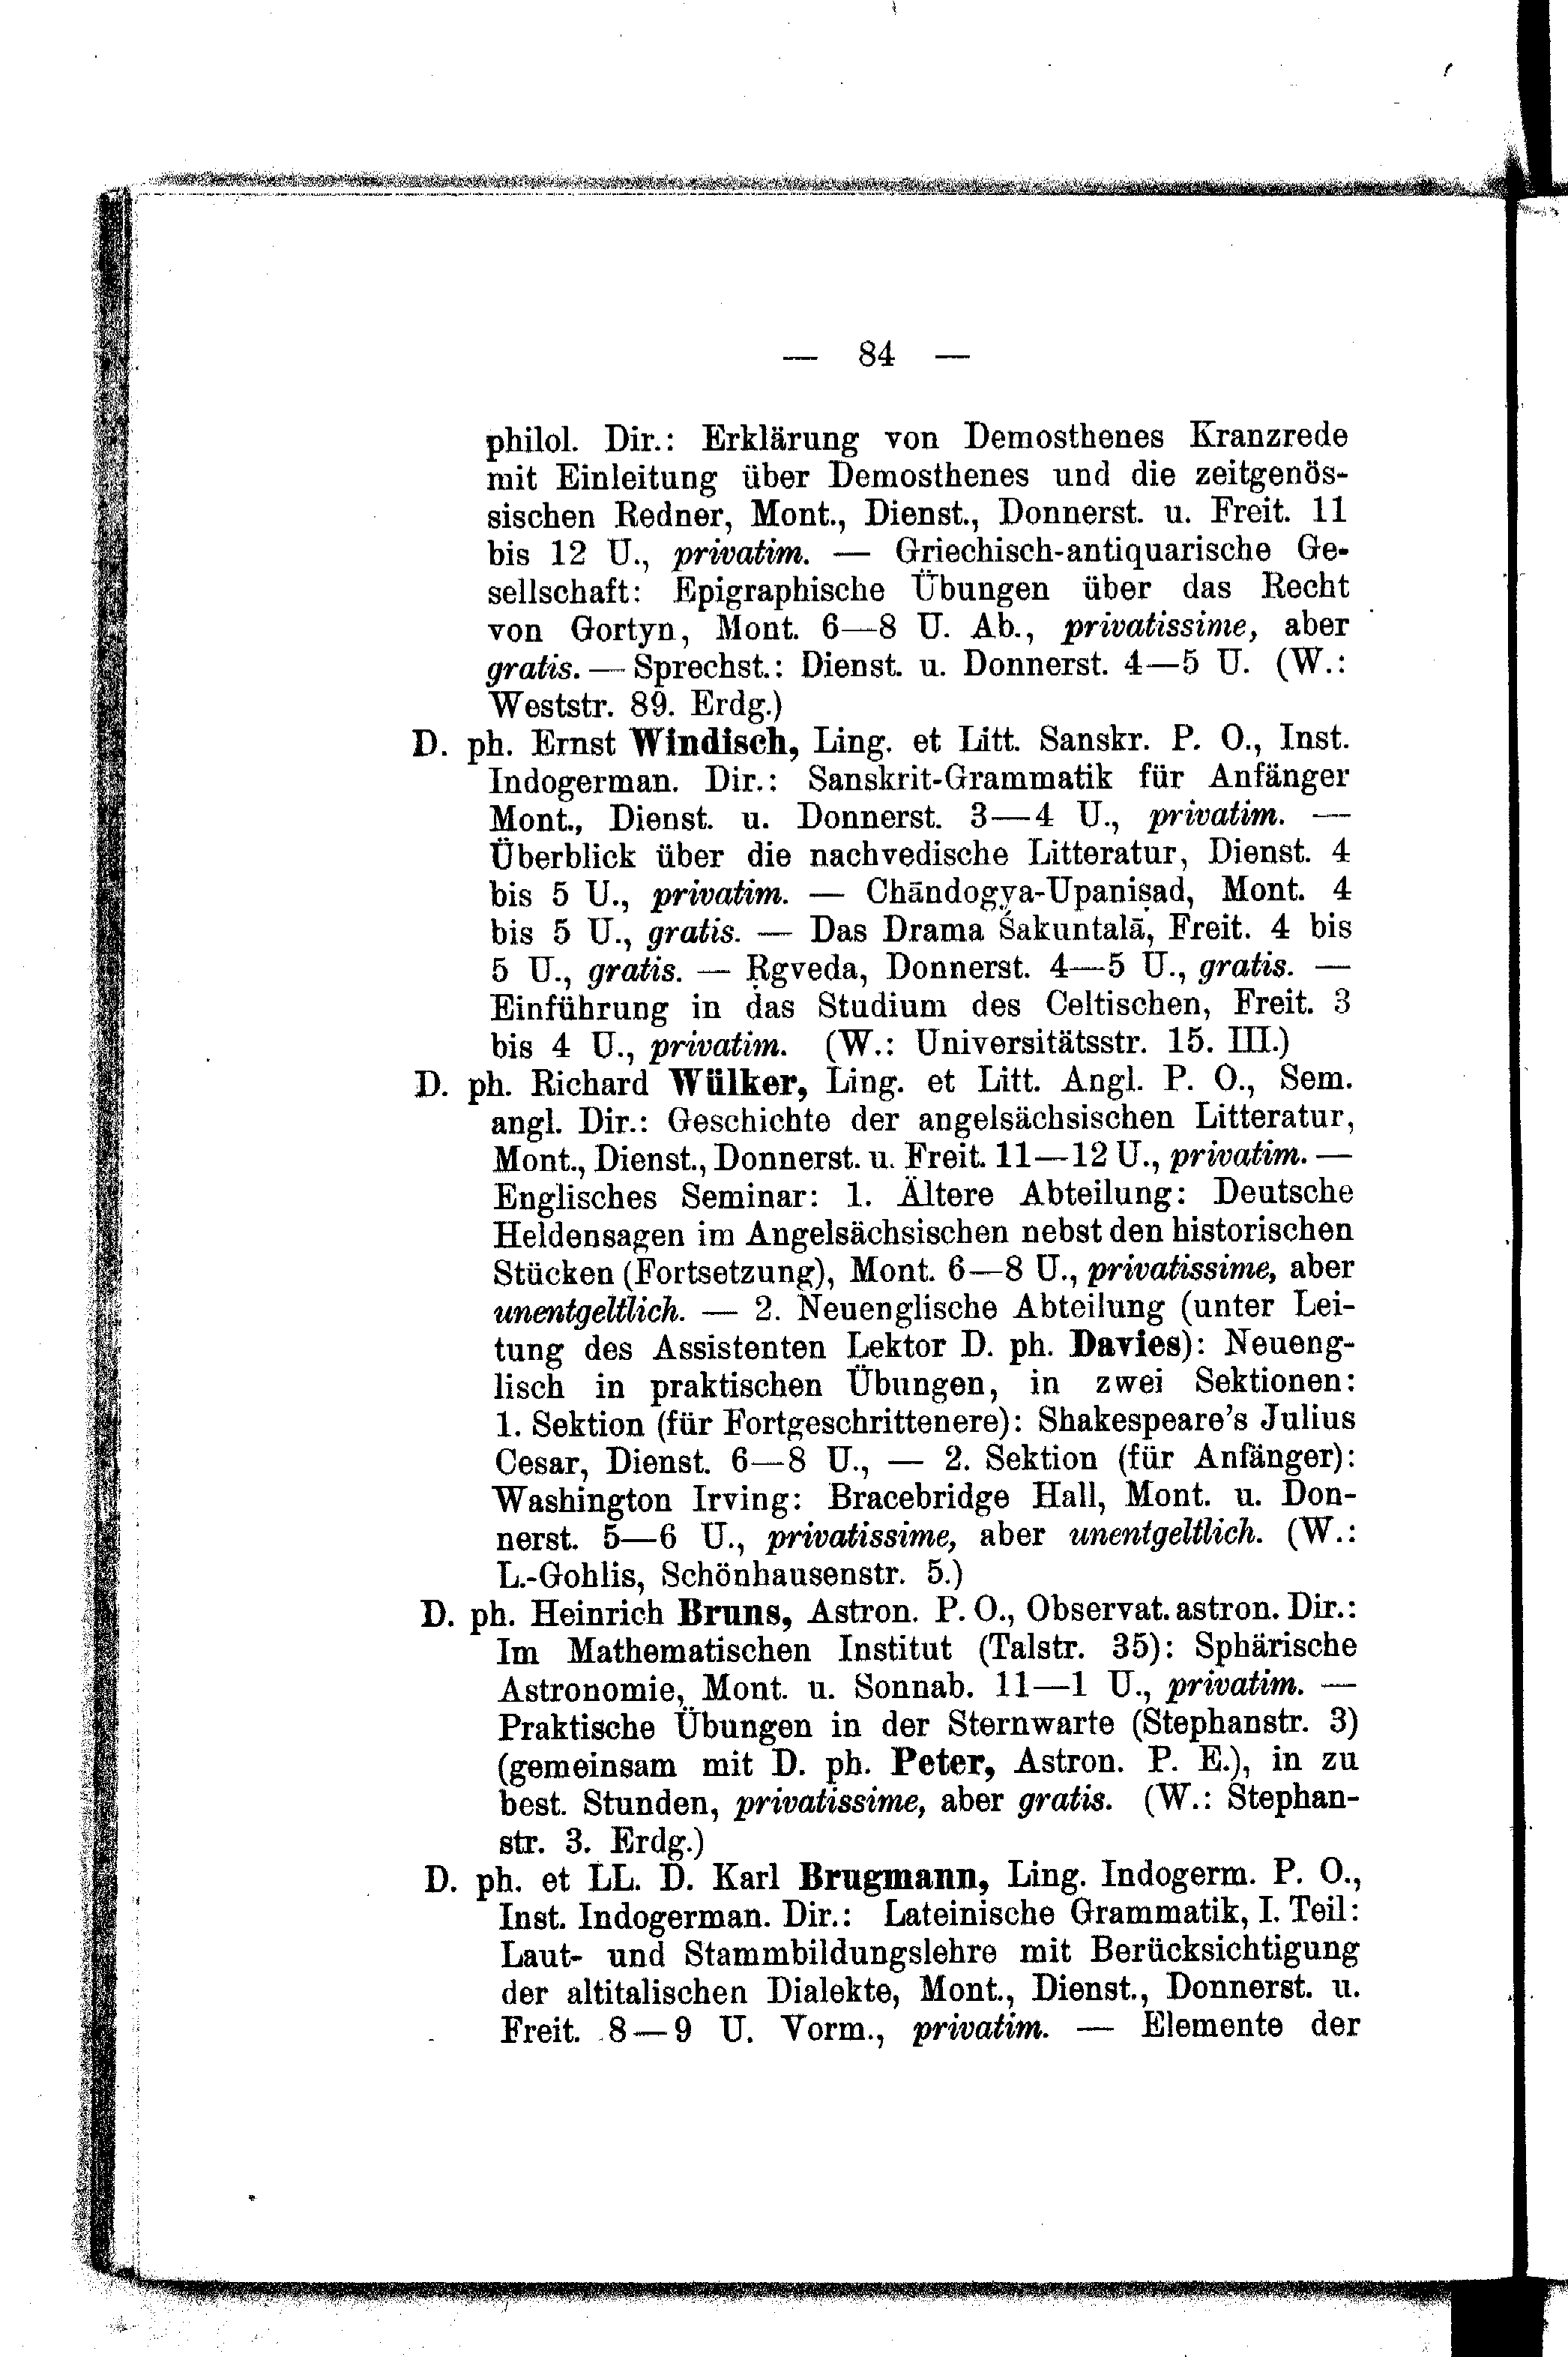 — 84 —
philol. Dir.: Erklärung von Demosthenes Kranzrede
mit Einleitung über Demosthenes und die zeitgenös-
sischen Redner, Mont., Dienst., Donnerst. u. Freit. 11
bis 12 U., privatim. — Griechisch-antiquarische Ge-
sellschaft: Epigraphische Übungen über das Recht
von Gortyn, Mont. 6—8 U. Ab., privatissime, aber
gratis. — Sprechst.: Dienst. u. Donnerst. 4—5 U. (W.:
Weststr. 89. Erdg.)
D. ph. Ernst Windisch, Ling. et Litt. Sanskr. P. O., Inst.
Indogerman. Dir.: Sanskrit-Grammatik für Anfänger
Mont., Dienst. u. Donnerst. 3—4 U., privatim. —
Überblick über die nachvedische Litteratur, Dienst. 4
bis 5 U., privatim. — Chāndogya-Upaniṣad, Mont. 4
bis 5 U., gratis. — Das Drama Śakuntalā, Freit. 4 bis
5 U., gratis. — Ṛgveda, Donnerst. 4—5 U., gratis. —
Einführung in das Studium des Celtischen, Freit. 3
bis 4 U., privatim. (W.: Universitätsstr. 15. III.)
D. ph. Richard Wülker, Ling. et Litt. Angl. P. O., Sem.
angl. Dir.: Geschichte der angelsächsischen Litteratur,
Mont., Dienst., Donnerst. u. Freit. 11—12 U., privatim. —
Englisches Seminar: 1. Ältere Abteilung: Deutsche
Heldensagen im Angelsächsischen nebst den historischen
Stücken (Fortsetzung), Mont. 6—8 U., privatissime, aber
unentgeltlich. — 2. Neuenglische Abteilung (unter Lei-
tung des Assistenten Lektor D. ph. Davies): Neueng-
lisch in praktischen Übungen, in zwei Sektionen:
1. Sektion (für Fortgeschrittenere): Shakespeare's Julius
Cesar, Dienst. 6—8 U., — 2. Sektion (für Anfänger):
Washington Irving: Bracebridge Hall, Mont. u. Don-
nerst. 5—6 U., privatissime, aber unentgeltlich. (W.:
L.-Gohlis, Schönhausenstr. 5.)
D. ph. Heinrich Bruns, Astron. P. O., Observat. astron. Dir.:
Im Mathematischen Institut (Talstr. 35): Sphärische
Astronomie, Mont. u. Sonnab. 11—1 U., privatim. —
Praktische Übungen in der Sternwarte (Stephanstr. 3)
(gemeinsam mit D. ph. Peter, Astron. P. E.), in zu
best. Stunden, privatissime, aber gratis. (W.: Stephan-
str. 3. Erdg.)
D. ph. et LL. D. Karl Brugmann, Ling. Indogerm. P. O.,
Inst. Indogerman. Dir.: Lateinische Grammatik, I. Teil:
Laut- und Stammbildungslehre mit Berücksichtigung
der altitalischen Dialekte, Mont., Dienst., Donnerst. u.
Freit. 8—9 U. Vorm., privatim. — Elemente der